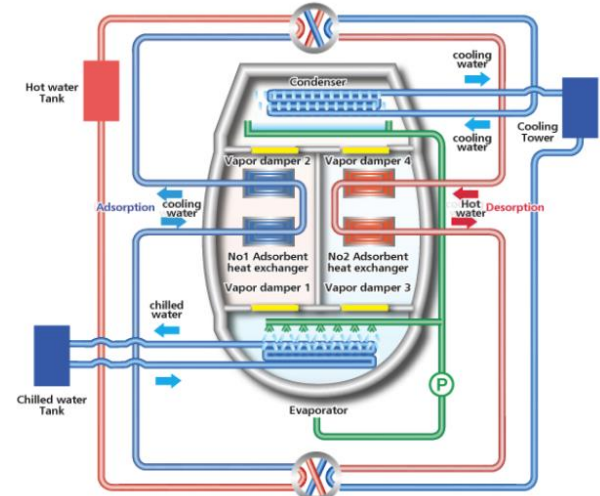 cooling
water
Hot water
Tank
Condenser
cooling
water
Cooling
Tower
Vapor damper 2
Vapor damper 4
Adsorption
cooling
water
Hot
water
Desorption
No1 Adsorbent
heat exchanger
No2 Adsorbent
heat exchanger
Vapor damper 1
Vapor damper 3
chilled
water
P
Chilled water
Tank
Evaporator